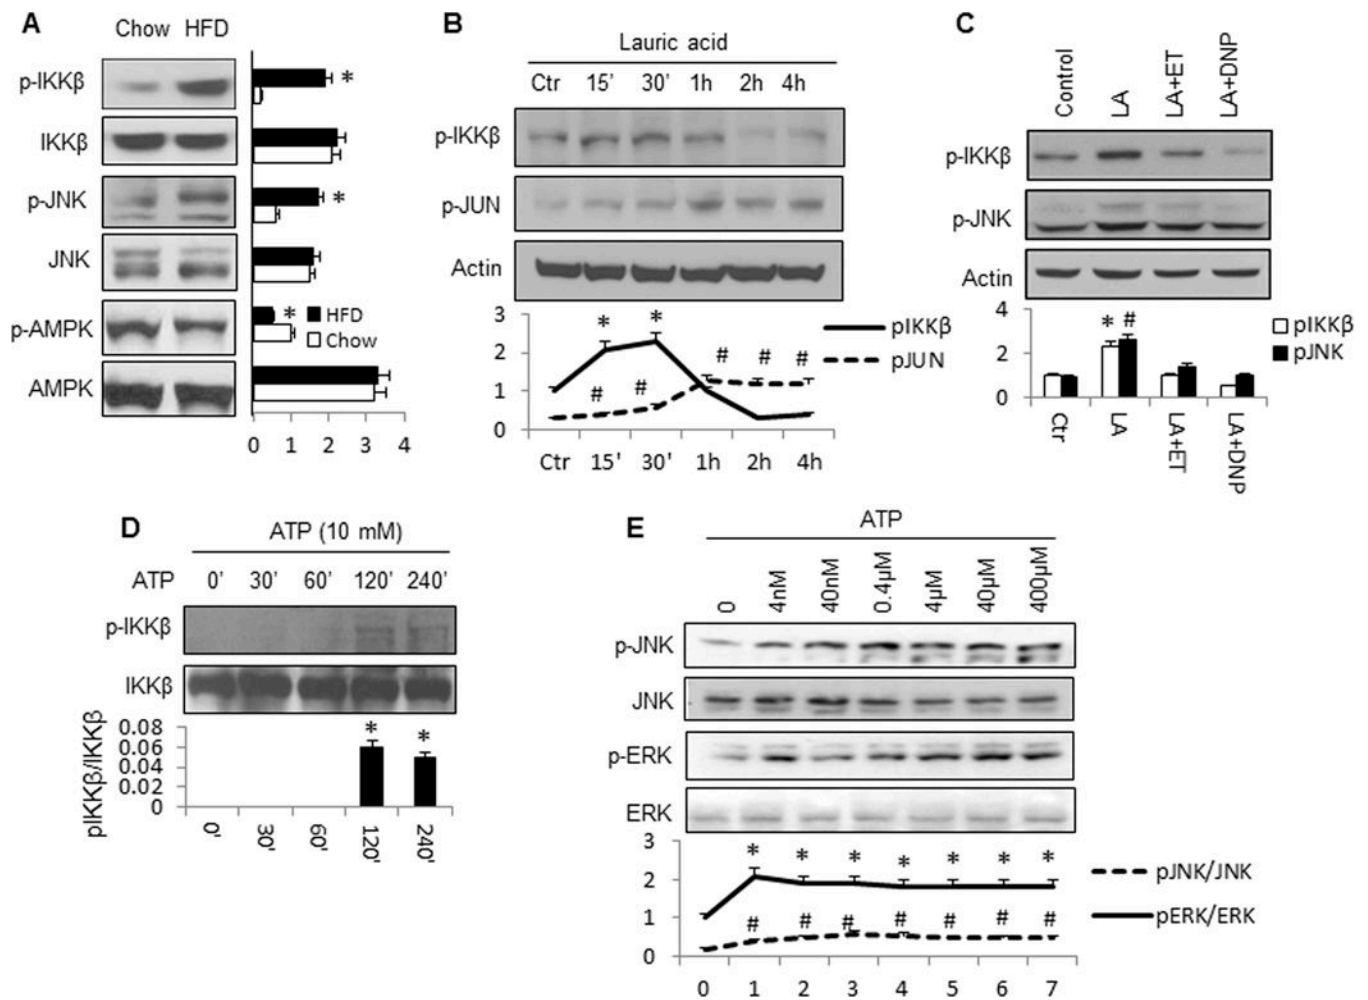 A
Chow HFD
p-IKKβ
*
IKKβ
p-JNK
*
JNK
p-AMPK
*
HFD
Chow
AMPK
0 1 2 3 4
B
Lauric acid
Ctr 15' 30' 1h 2h 4h
p-IKKβ
p-JUN
Actin
3
2
1
0
* *
# # # # #
pIKKβ
pJUN
Ctr 15' 30' 1h 2h 4h
C
Control LA LA+ET LA+DNP
p-IKKβ
p-JNK
Actin
4
2
0
* #
pIKKβ
pJNK
Ctr LA LA+ET LA+DNP
D
ATP (10 mM)
ATP 0' 30' 60' 120' 240'
p-IKKβ
IKKβ
pIKKβ/IKKβ
0.08
0.06
0.04
0.02
0
* *
0' 30' 60' 120' 240'
E
ATP
0 4nM 40nM 0.4µM 4µM 40µM 400µM
p-JNK
JNK
p-ERK
ERK
3
2
1
0
* * * * * * *
# # # # # # #
pJNK/JNK
pERK/ERK
0 1 2 3 4 5 6 7